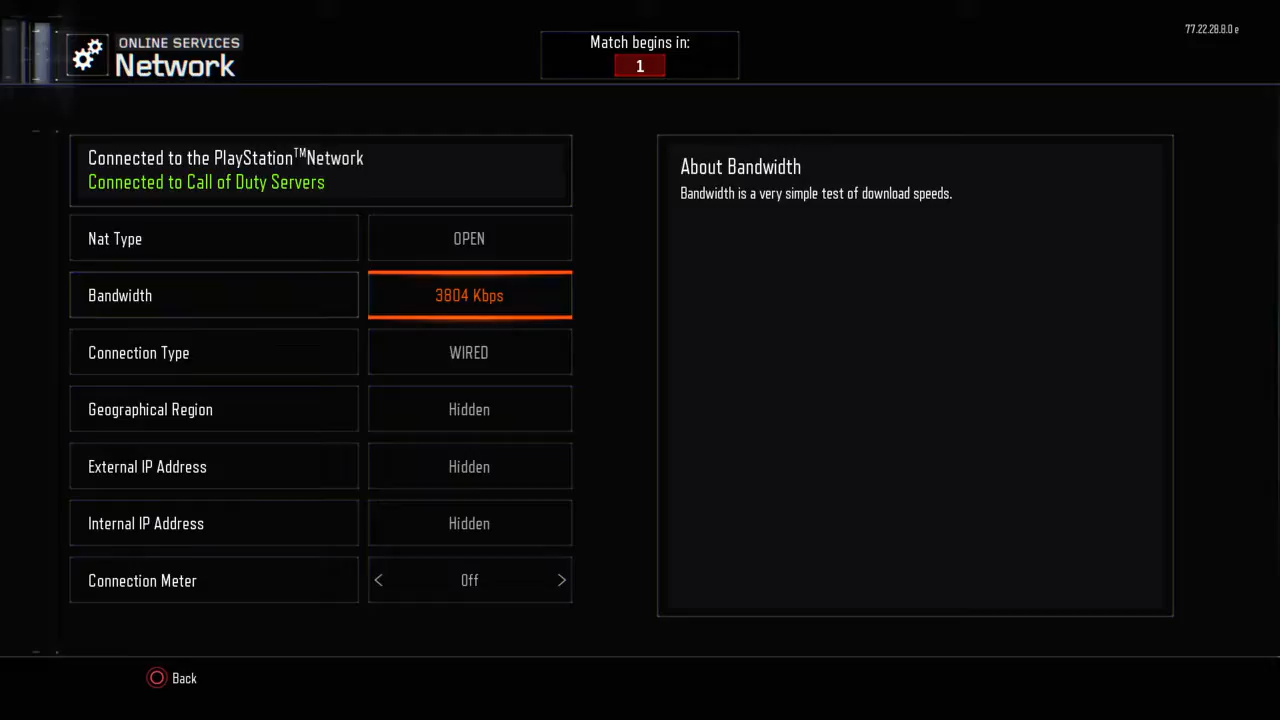 ONLINE SERVICES
Network
Match begins in:
1
77.22.28.8.0 e
Connected to the PlayStation™Network
Connected to Call of Duty Servers
Nat Type
OPEN
Bandwidth
3804 Kbps
Connection Type
WIRED
Geographical Region
Hidden
External IP Address
Hidden
Internal IP Address
Hidden
Connection Meter
< Off >
About Bandwidth
Bandwidth is a very simple test of download speeds.
Back